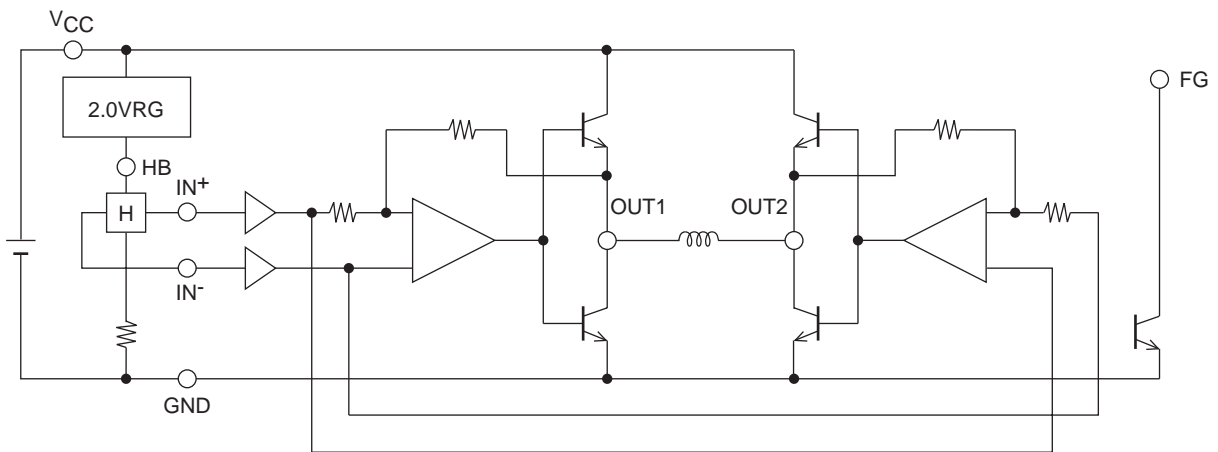 VCC
FG
2.0VRG
HB
IN+
H
OUT1
OUT2
IN-
GND